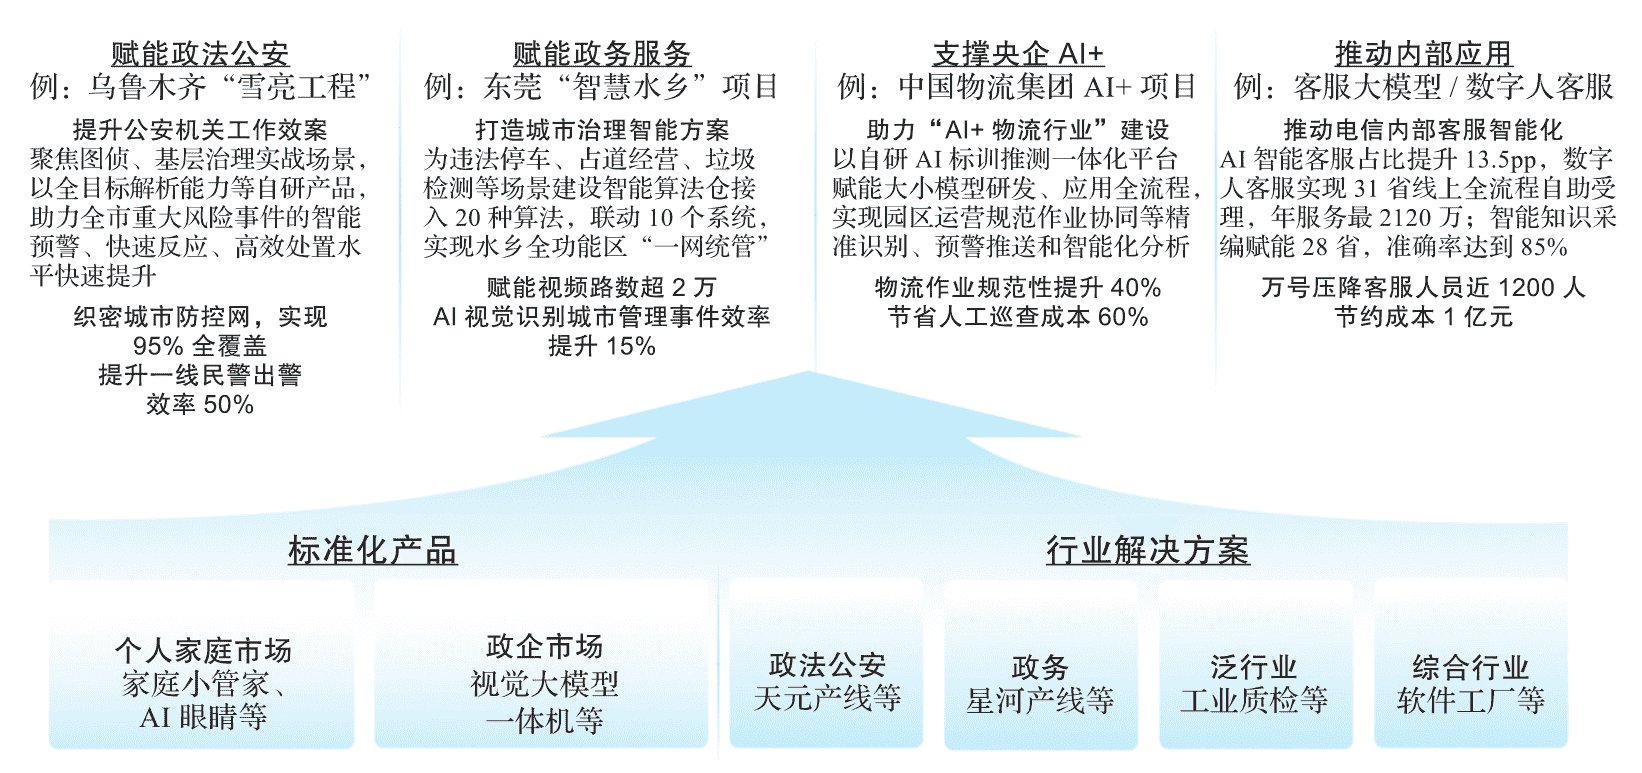 赋能政法公安
例：乌鲁木齐“雪亮工程”
提升公安机关工作效案
聚焦图侦、基层治理实战场景，
以全目标解析能力等自研产品，
助力全市重大风险事件的智能
预警、快速反应、高效处置水
平快速提升
织密城市防控网，实现
95% 全覆盖
提升一线民警出警
效率 50%
赋能政务服务
例：东莞“智慧水乡”项目
打造城市治理智能方案
为违法停车、占道经营、垃圾
检测等场景建设智能算法仓接
入 20 种算法，联动 10 个系统，
实现水乡全功能区“一网统管”
赋能视频路数超 2 万
AI 视觉识别城市管理事件效率
提升 15%
支撑央企 AI+
例：中国物流集团 AI+ 项目
助力“AI+ 物流行业”建设
以自研 AI 标训推测一体化平台
赋能大小模型研发、应用全流程，
实现园区运营规范作业协同等精
准识别、预警推送和智能化分析
物流作业规范性提升 40%
节省人工巡查成本 60%
推动内部应用
例：客服大模型 / 数字人客服
推动电信内部客服智能化
AI 智能客服占比提升 13.5pp，数字
人客服实现 31 省线上全流程自助受
理，年服务最 2120 万；智能知识采
编赋能 28 省，准确率达到 85%
万号压降客服人员近 1200 人
节约成本 1 亿元
标准化产品
行业解决方案
个人家庭市场
家庭小管家、
AI 眼睛等
政企市场
视觉大模型
一体机等
政法公安
天元产线等
政务
星河产线等
泛行业
工业质检等
综合行业
软件工厂等